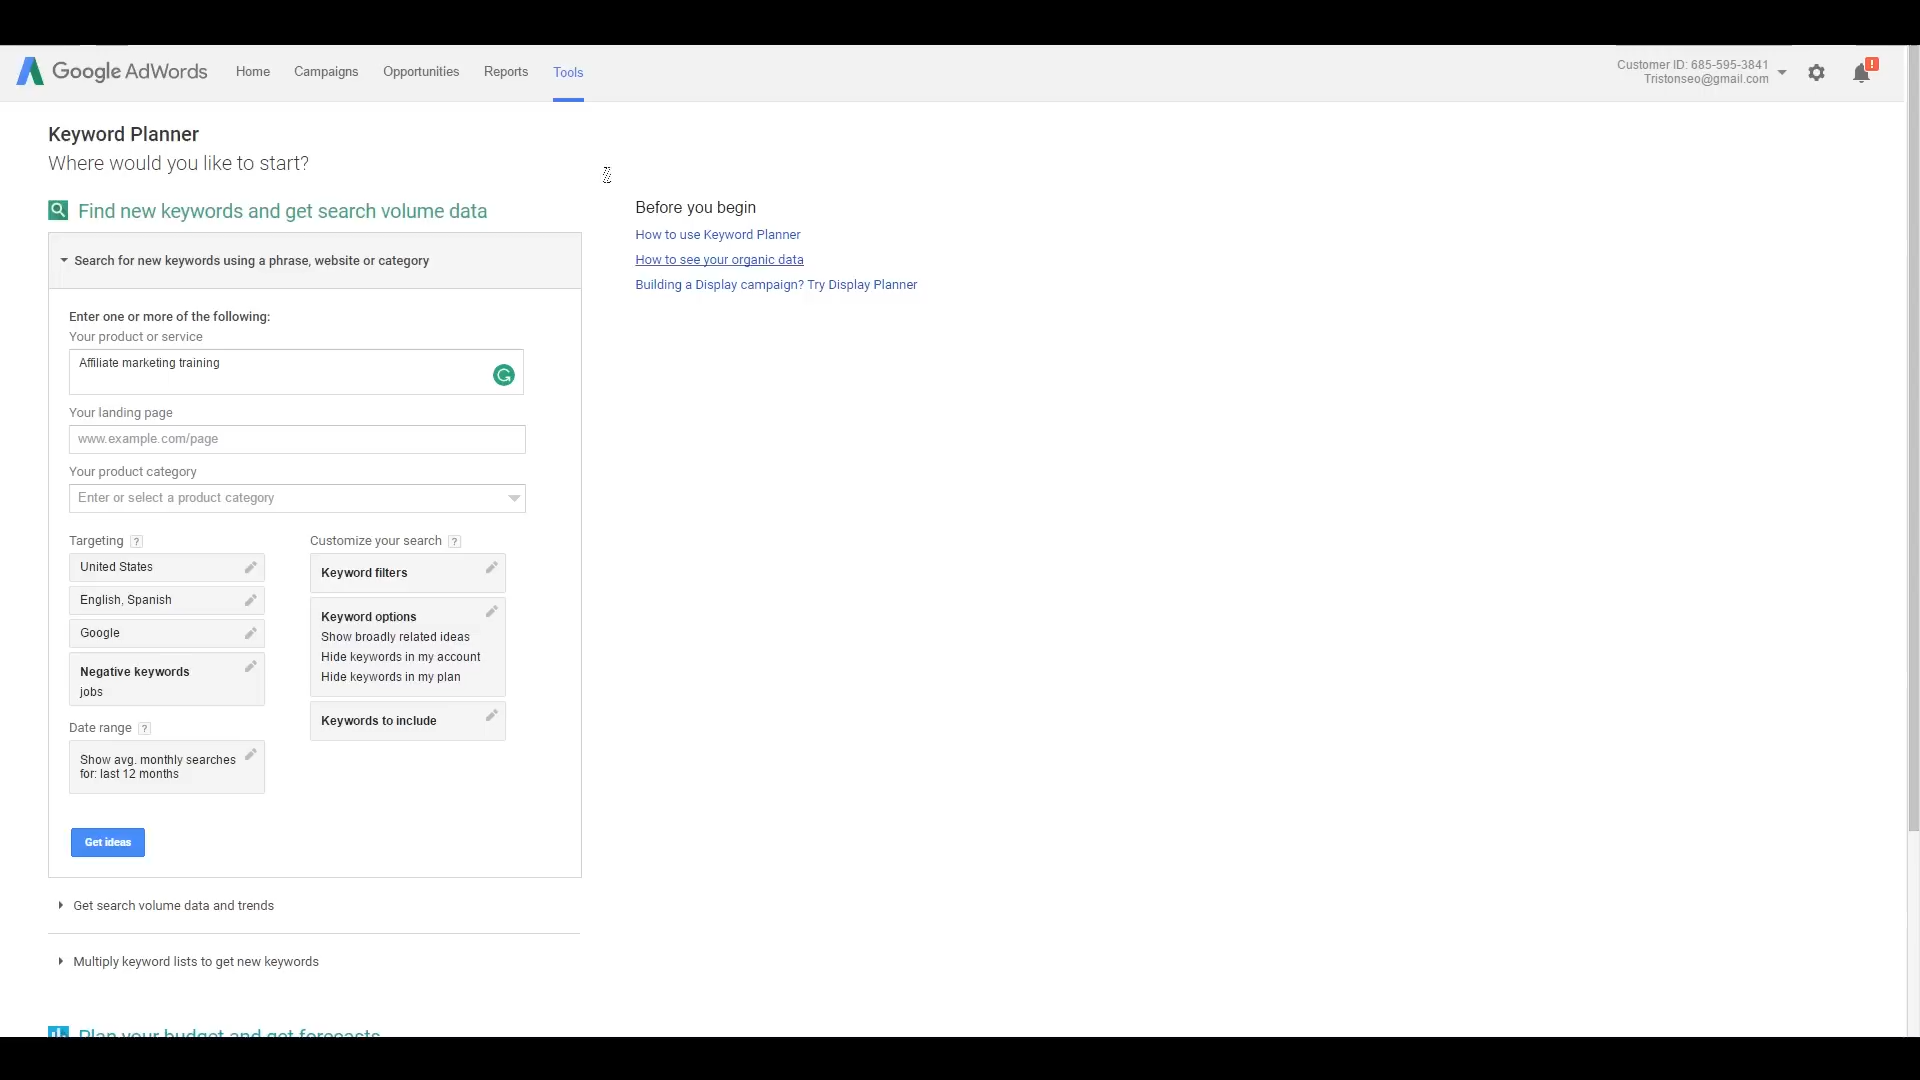 Google AdWords
Home
Campaigns
Opportunities
Reports
Tools
Customer ID: 685-595-3841
Tristonseo@gmail.com
!
Keyword Planner
Where would you like to start?
Find new keywords and get search volume data
Search for new keywords using a phrase, website or category
Enter one or more of the following:
Your product or service
Affiliate marketing training
Your landing page
www.example.com/page
Your product category
Enter or select a product category
Targeting ?
United States
English, Spanish
Google
Negative keywords
jobs
Date range ?
Show avg. monthly searches
for: last 12 months
Customize your search ?
Keyword filters
Keyword options
Show broadly related ideas
Hide keywords in my account
Hide keywords in my plan
Keywords to include
Get ideas
Get search volume data and trends
Multiply keyword lists to get new keywords
Plan your budget and get forecasts
Before you begin
How to use Keyword Planner
How to see your organic data
Building a Display campaign? Try Display Planner